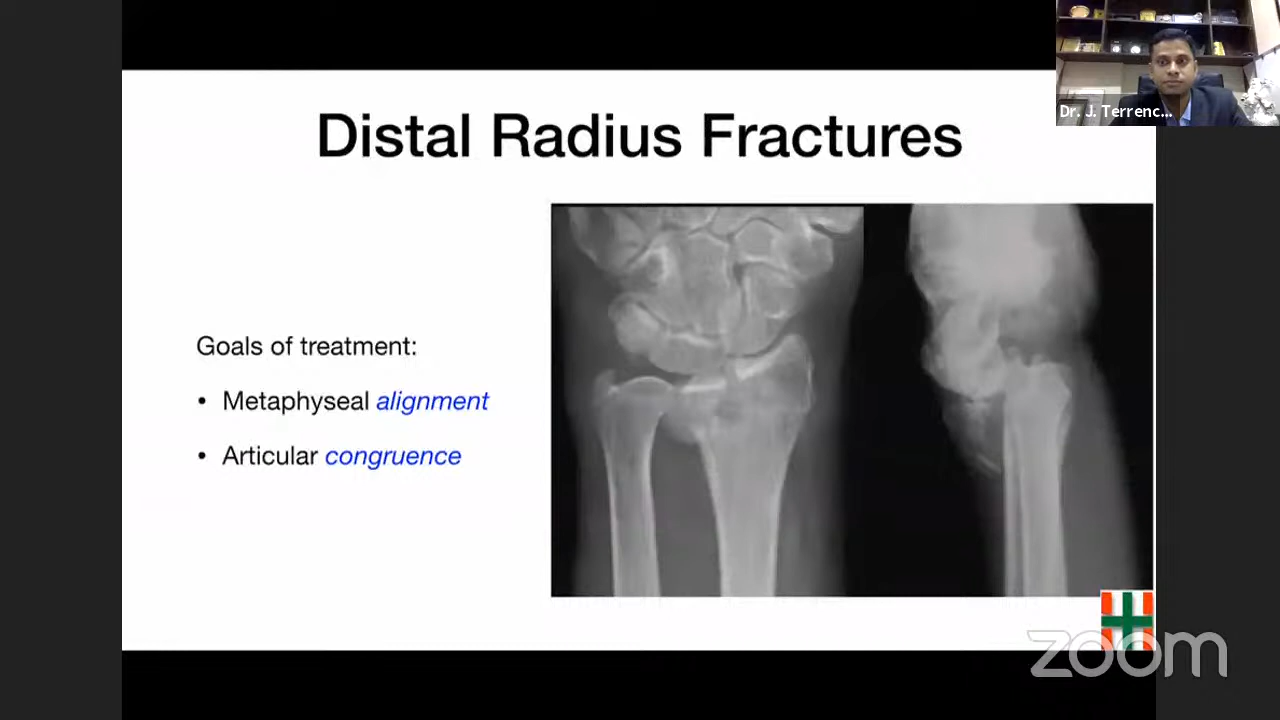 Dr. J. Terrenc...
Distal Radius Fractures
Goals of treatment:
• Metaphyseal alignment
• Articular congruence
zoom